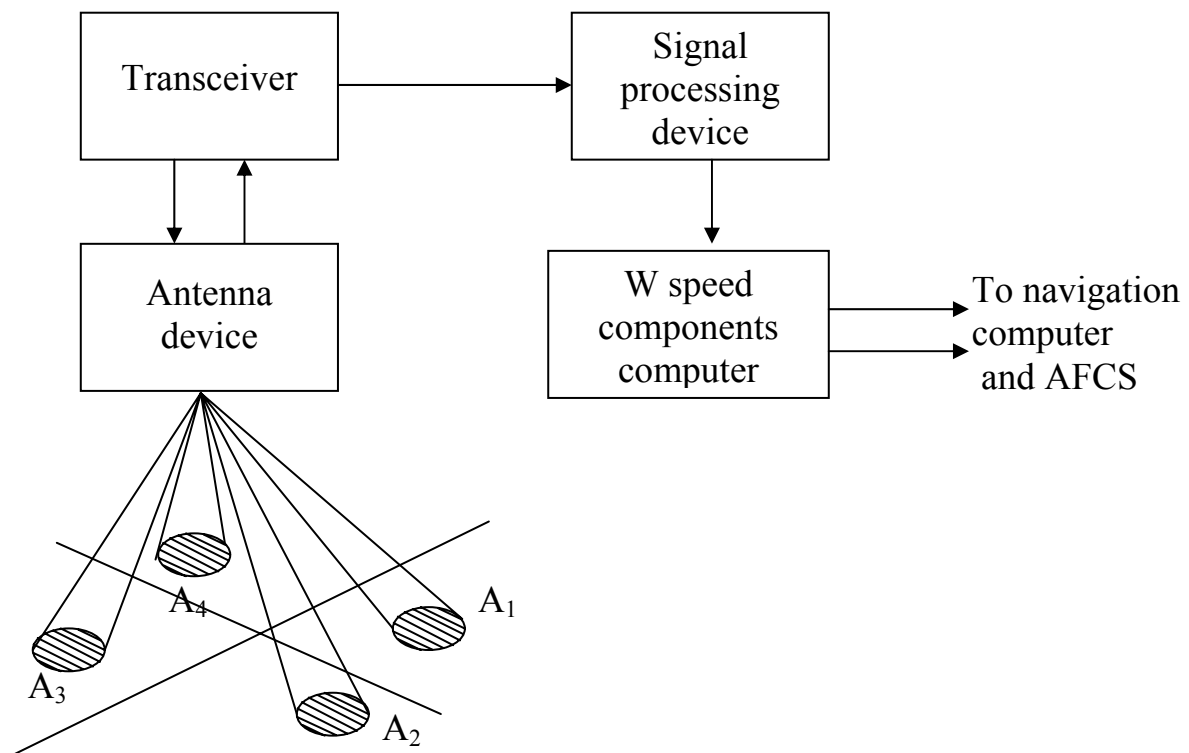 Transceiver
Signal
processing
device
Antenna
device
W speed
components
computer
To navigation
computer
and AFCS
A₄
A₁
A₃
A₂